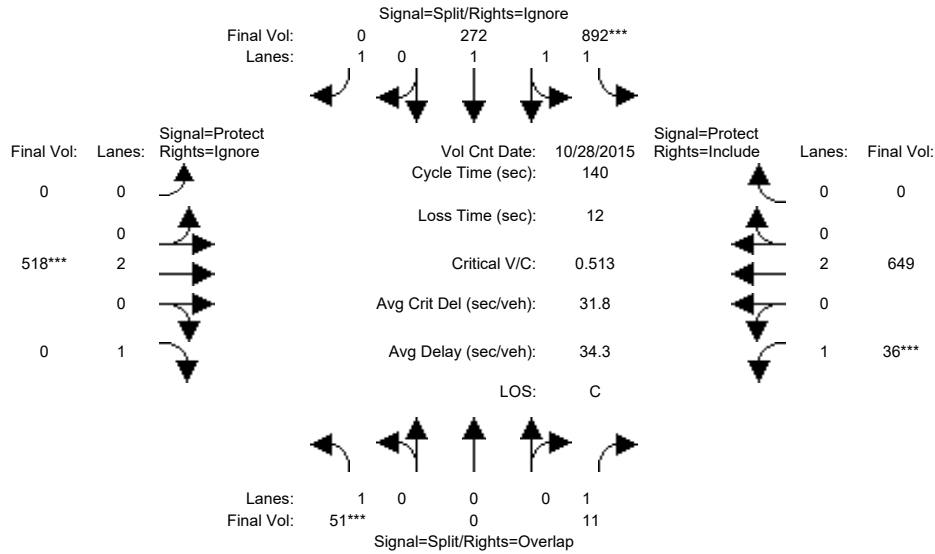 Signal=Split/Rights=Ignore
Final Vol: 0 272 892***
Lanes: 1 0 1 1 1
Signal=Protect
Final Vol: Lanes: Rights=Ignore
Vol Cnt Date: 10/28/2015
Signal=Protect
Rights=Include Lanes: Final Vol:
Cycle Time (sec): 140
0 0
0 0
Loss Time (sec): 12
0
0
518*** 2
Critical V/C: 0.513
2 649
0
Avg Crit Del (sec/veh): 31.8
0
0 1
Avg Delay (sec/veh): 34.3
1 36***
LOS: C
Lanes: 1 0 0 0 1
Final Vol: 51*** 0 11
Signal=Split/Rights=Overlap